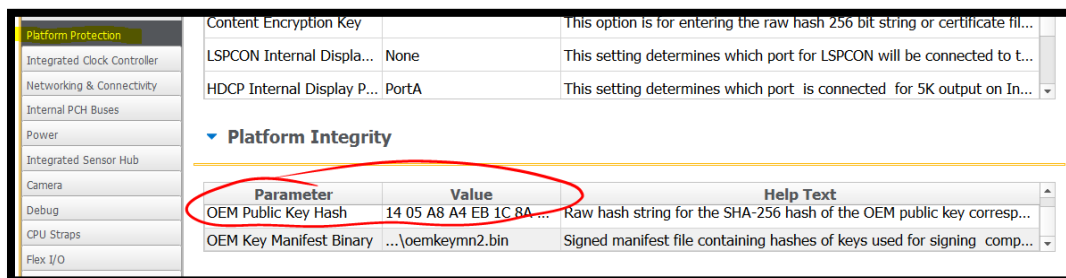 Platform Protection
Integrated Clock Controller
Networking & Connectivity
Internal PCH Buses
Power
Integrated Sensor Hub
Camera
Debug
CPU Straps
Flex I/O
Content Encryption Key This option is for entering the raw hash 256 bit string or certificate fil...
LSPCON Internal Displa... None This setting determines which port for LSPCON will be connected to t...
HDCP Internal Display P... PortA This setting determines which port is connected for 5K output on In...
Platform Integrity
Parameter Value Help Text
OEM Public Key Hash 14 05 A8 A4 EB 1C 8A ... Raw hash string for the SHA-256 hash of the OEM public key corresp...
OEM Key Manifest Binary ...\oemkeymn2.bin Signed manifest file containing hashes of keys used for signing comp...